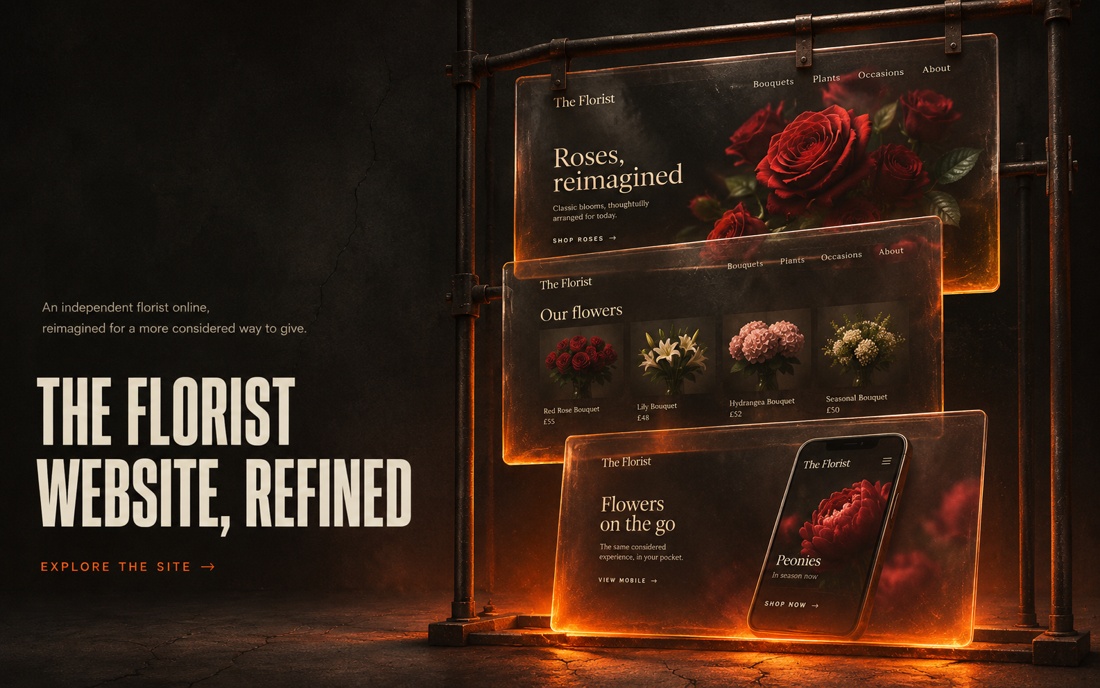 An independent florist online,
reimagined for a more considered way to give.
THE FLORIST
WEBSITE, REFINED
EXPLORE THE SITE →
The Florist
Bouquets Plants Occasions About
Roses,
reimagined
Classic blooms, thoughtfully
arranged for today.
SHOP ROSES →
The Florist
Bouquets Plants Occasions About
Our flowers
Red Rose Bouquet
£55
Lily Bouquet
£48
Hydrangea Bouquet
£52
Seasonal Bouquet
£50
The Florist
Flowers
on the go
The same considered
experience, in your pocket.
VIEW MOBILE →
The Florist
Peonies
In season now
SHOP NOW →